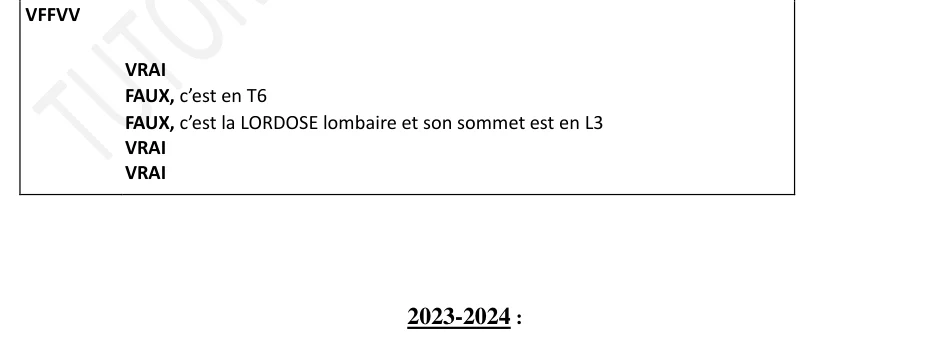 VFFVV
VRAI
FAUX, c’est en T6
FAUX, c’est la LORDOSE lombaire et son sommet est en L3
VRAI
VRAI
2023-2024 :